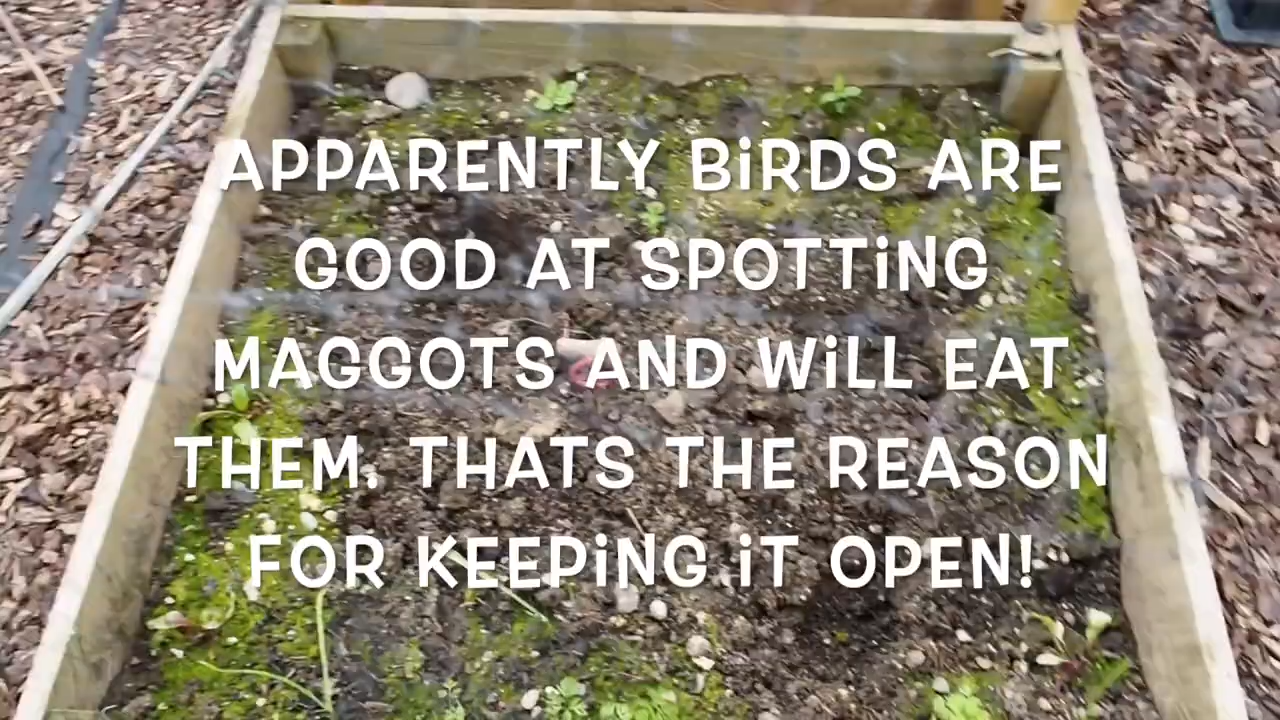 APPARENTLY BiRDS ARE
GOOD AT SPOTTiNG
MAGGOTS AND WiLL EAT
THEM. THATS THE REASON
FOR KEEPiNG iT OPEN!